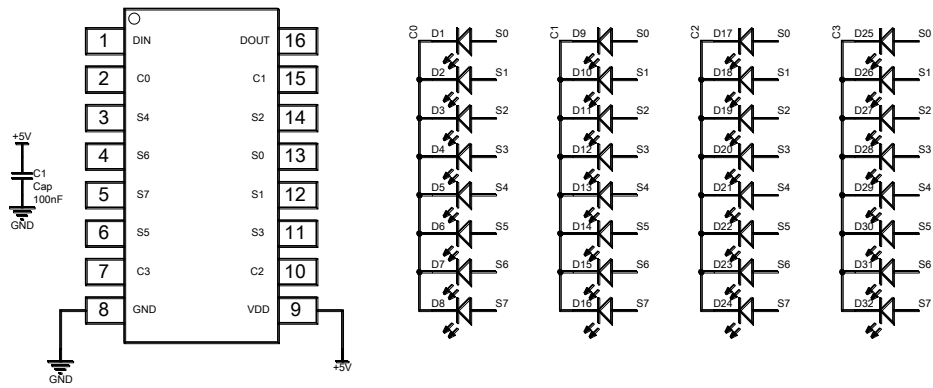 1 DIN DOUT 16
2 C0 C1 15
3 S4 S2 14
4 S6 S0 13
5 S7 S1 12
6 S5 S3 11
7 C3 C2 10
8 GND VDD 9
+5V
C1
Cap
100nF
GND
GND
+5V
C0
D1 S0
D2 S1
D3 S2
D4 S3
D5 S4
D6 S5
D7 S6
D8 S7
C1
D9 S0
D10 S1
D11 S2
D12 S3
D13 S4
D14 S5
D15 S6
D16 S7
C2
D17 S0
D18 S1
D19 S2
D20 S3
D21 S4
D22 S5
D23 S6
D24 S7
C3
D25 S0
D26 S1
D27 S2
D28 S3
D29 S4
D30 S5
D31 S6
D32 S7